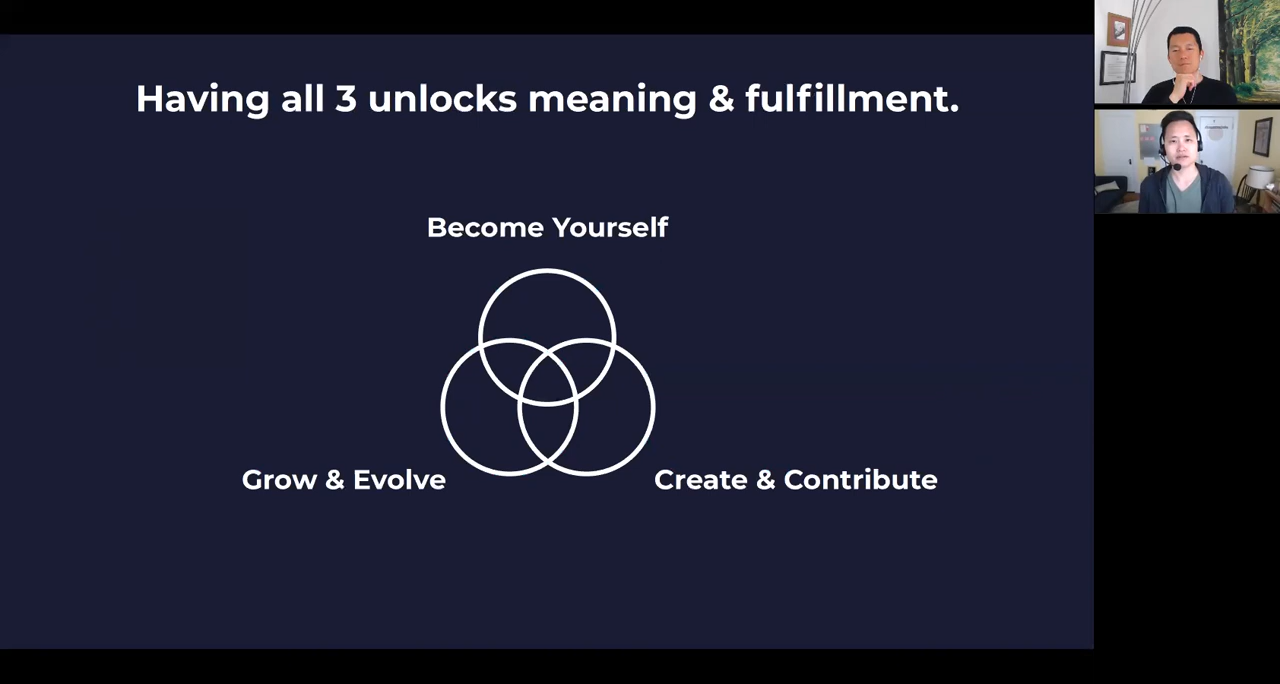 Having all 3 unlocks meaning & fulfillment.
Become Yourself
Grow & Evolve
Create & Contribute